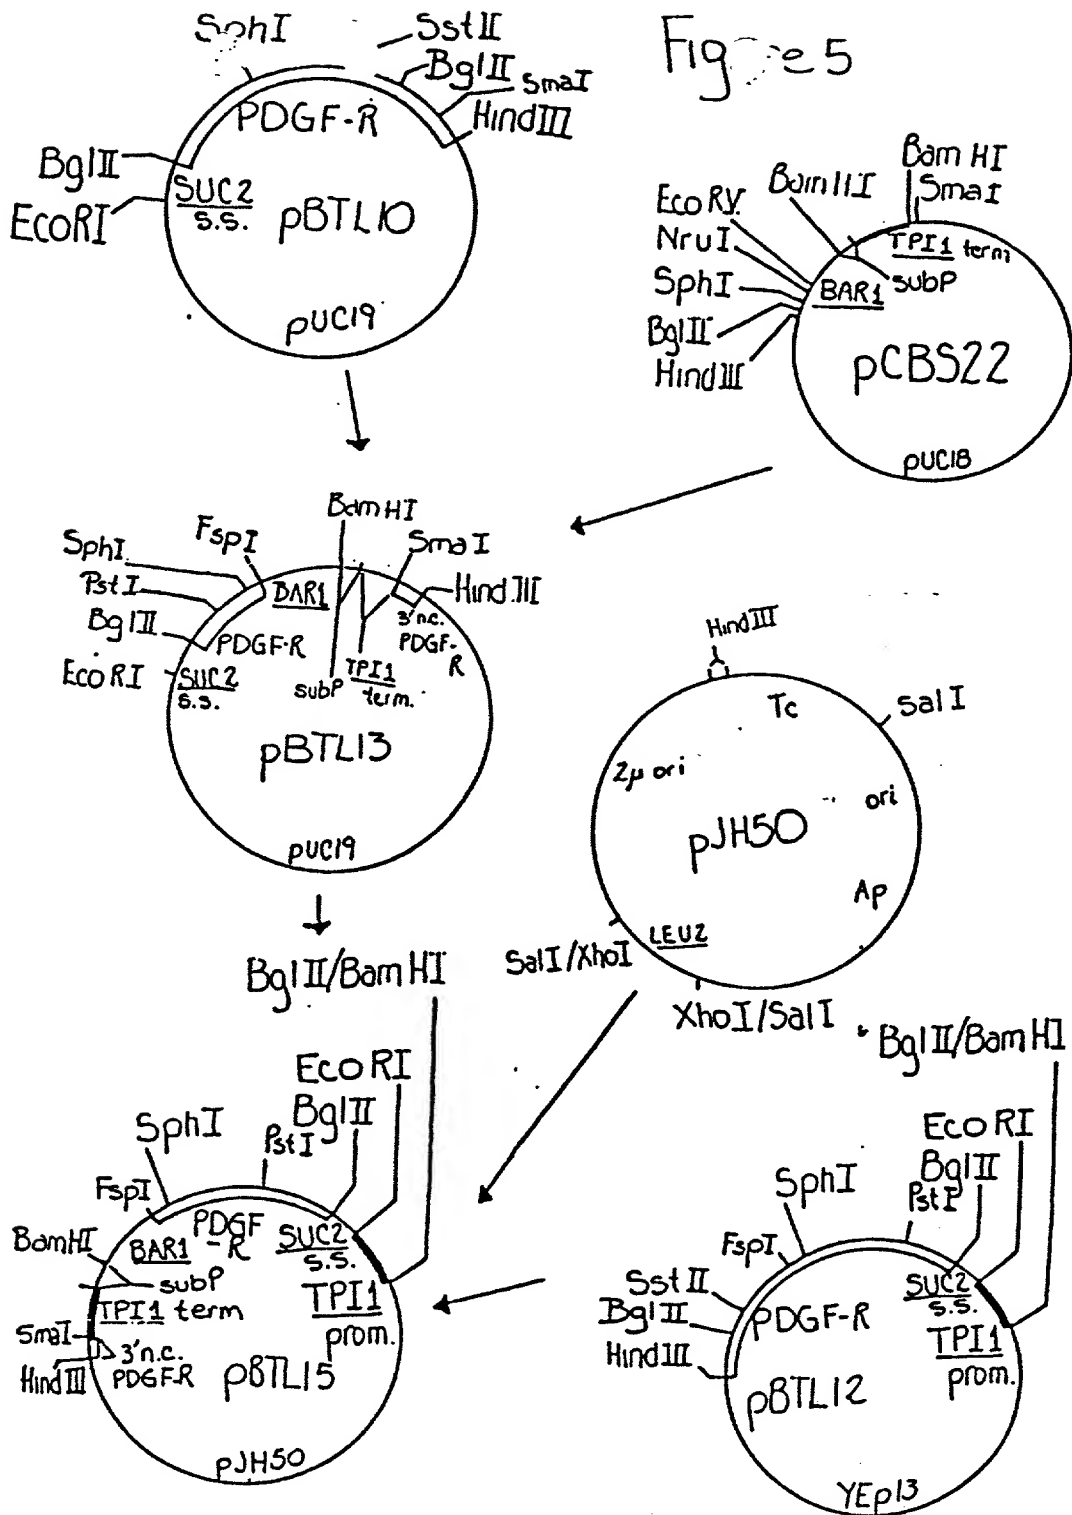 Figure 5
SphI
SstII
BglII
SmaI
HindIII
PDGF-R
BglII
EcoRI
SUC2
s.s.
pBTL10
pUC19
BamHI
SmaI
BamHI
EcoRV
NruI
SphI
BglII
HindIII
TPI1 term
subP
BAR1
pCBS22
pUC18
BamHI
FspI
SmaI
SphI
PstI
HindIII
BglII
BAR1
3'n.c.
PDGF-
R
PDGF-R
EcoRI
SUC2
s.s.
subP
TPI1
term.
pBTL13
pUC19
HindIII
Tc
SalI
2μ ori
ori
pJH50
Ap
LEU2
SalI/XhoI
XhoI/SalI
BglII/BamHI
EcoRI
BglII
SphI
PstI
FspI
PDGF
-R
SUC2
s.s.
BamHI
BAR1
subP
TPI1 term
TPI1
prom.
SmaI
HindIII
3'n.c.
PDGF-R
pBTL15
pJH50
BglII/BamHI
EcoRI
BglII
PstI
SphI
FspI
SstII
BglII
HindIII
PDGF-R
SUC2
s.s.
TPI1
prom.
pBTL12
YEp13